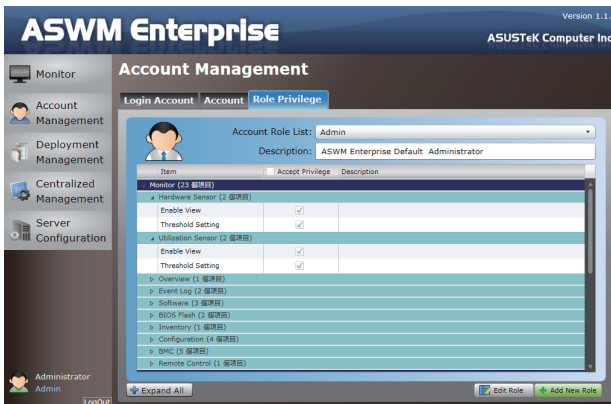 Version 1.1.
ASWM Enterprise
ASUSTeK Computer Inc
Monitor
Account Management
Deployment Management
Centralized Management
Server Configuration
Account Management
Login Account Account Role Privilege
Account Role List: Admin
Description: ASWM Enterprise Default Administrator
Item Accept Privilege Description
Monitor (23 個項目)
Hardware Sensor (2 個項目)
Enable View
Threshold Setting
Utilization Sensor (2 個項目)
Enable View
Threshold Setting
Overview (1 個項目)
Event Log (2 個項目)
Software (3 個項目)
BIOS Flash (2 個項目)
Inventory (1 個項目)
Configuration (4 個項目)
BMC (5 個項目)
Remote Control (1 個項目)
Administrator
Admin
LogOut
Expand All
Edit Role
Add New Role